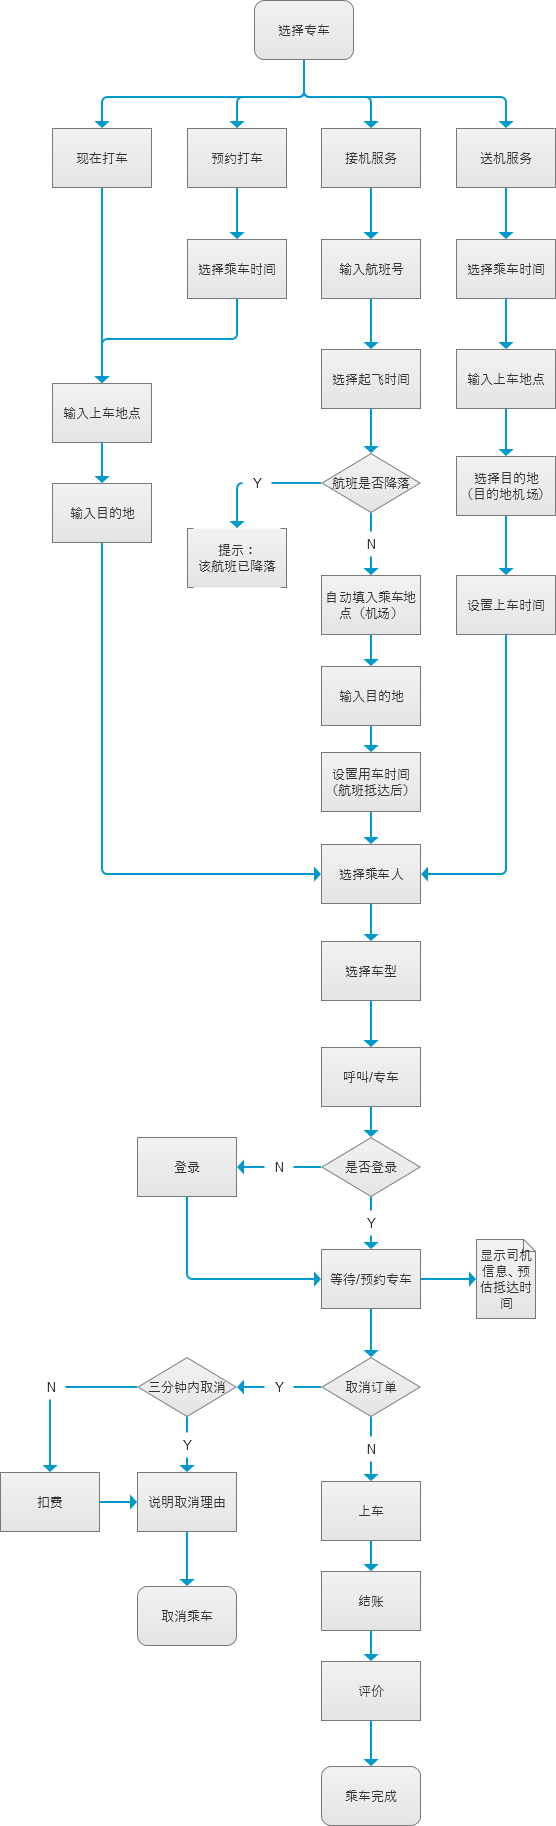 选择专车
现在打车
预约打车
接机服务
送机服务
选择乘车时间
输入航班号
选择乘车时间
选择起飞时间
输入上车地点
输入上车地点
Y
航班是否降落
选择目的地
（目的地机场）
输入目的地
提示：
该航班已降落
N
自动填入乘车地
点（机场）
设置上车时间
输入目的地
设置用车时间
（航班抵达后）
选择乘车人
选择车型
呼叫/专车
登录
N
是否登录
Y
等待/预约专车
显示司机
信息、预
估抵达时
间
N
三分钟内取消
Y
取消订单
Y
N
扣费
说明取消理由
上车
结账
取消乘车
评价
乘车完成